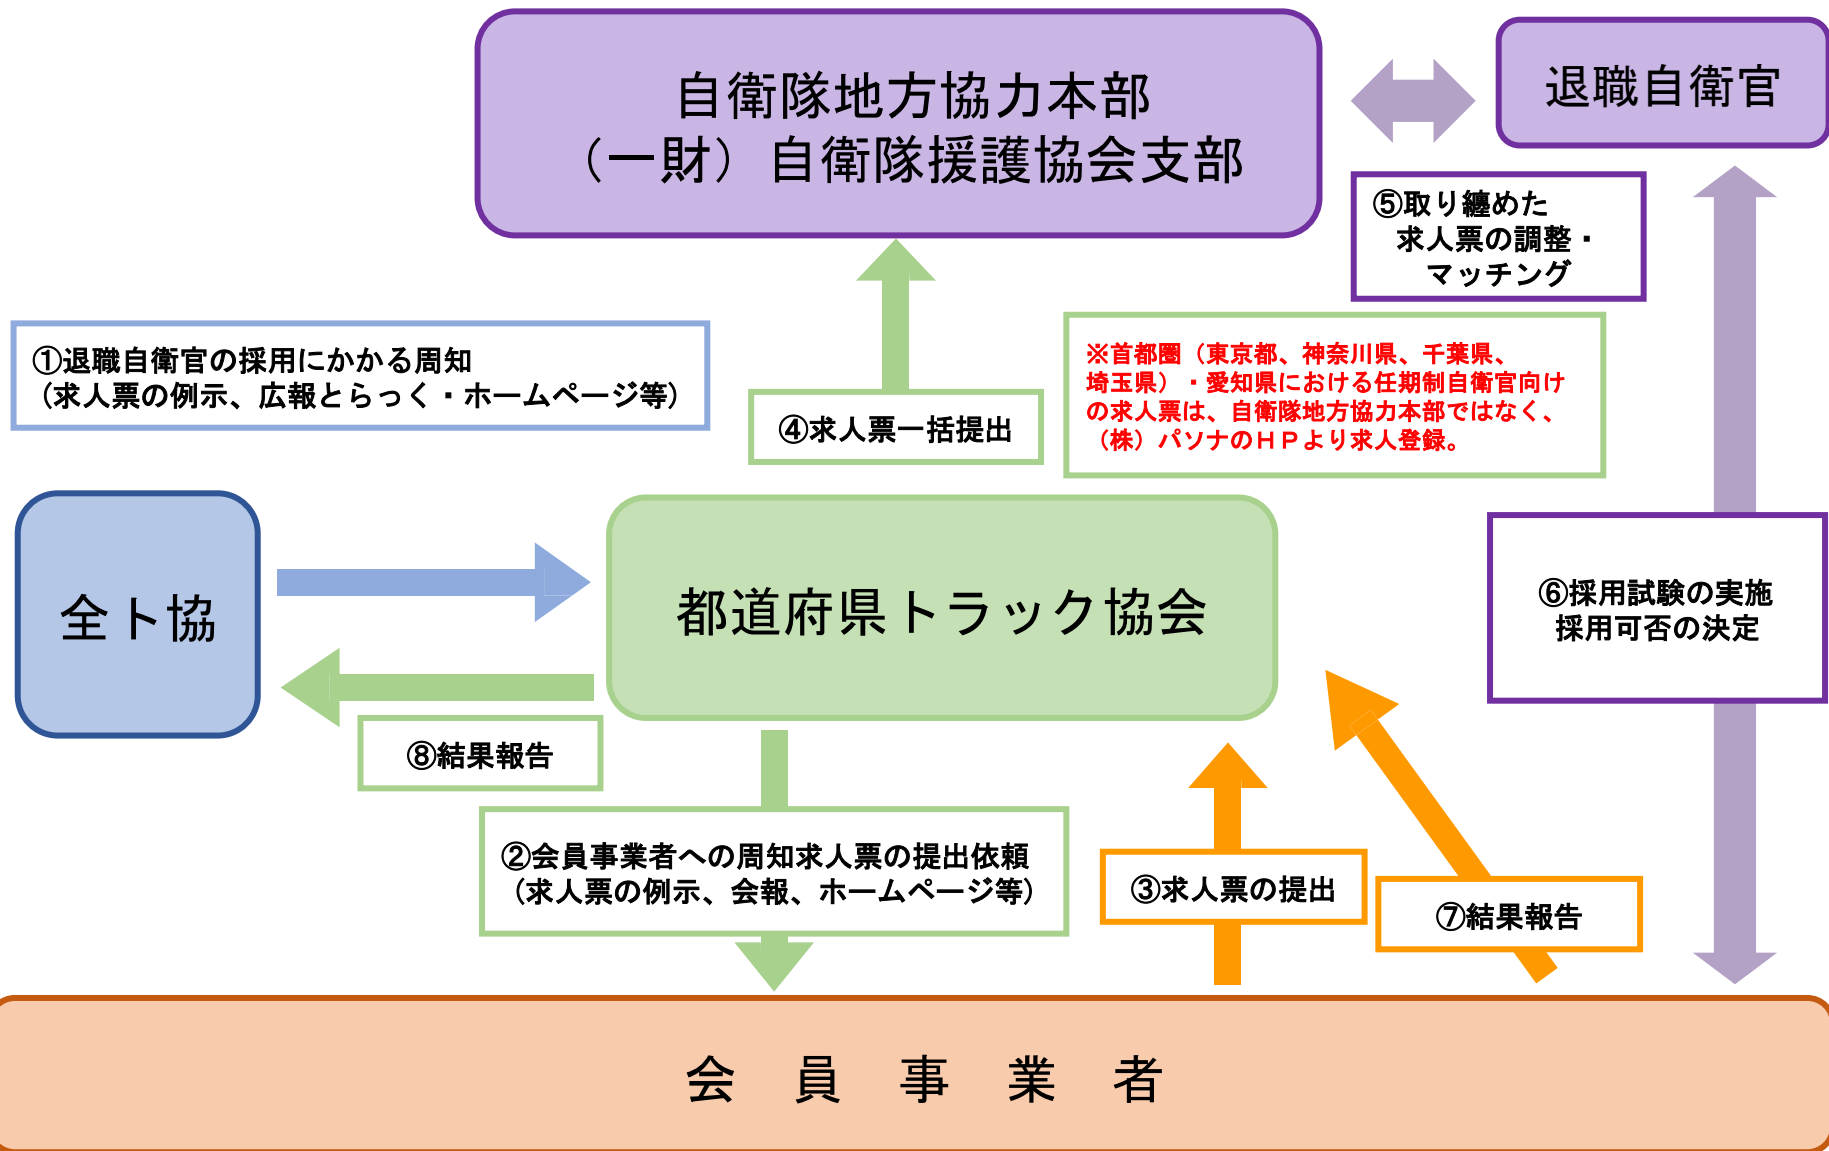 自衛隊地方協力本部
（一財）自衛隊援護協会支部
退職自衛官
⑤取り纏めた
求人票の調整・
マッチング
①退職自衛官の採用にかかる周知
（求人票の例示、広報とらっく・ホームページ等）
④求人票一括提出
※首都圏（東京都、神奈川県、千葉県、
埼玉県）・愛知県における任期制自衛官向け
の求人票は、自衛隊地方協力本部ではなく、
（株）パソナのＨＰより求人登録。
全ト協
都道府県トラック協会
⑥採用試験の実施
採用可否の決定
⑧結果報告
②会員事業者への周知求人票の提出依頼
（求人票の例示、会報、ホームページ等）
③求人票の提出
⑦結果報告
会　員　事　業　者